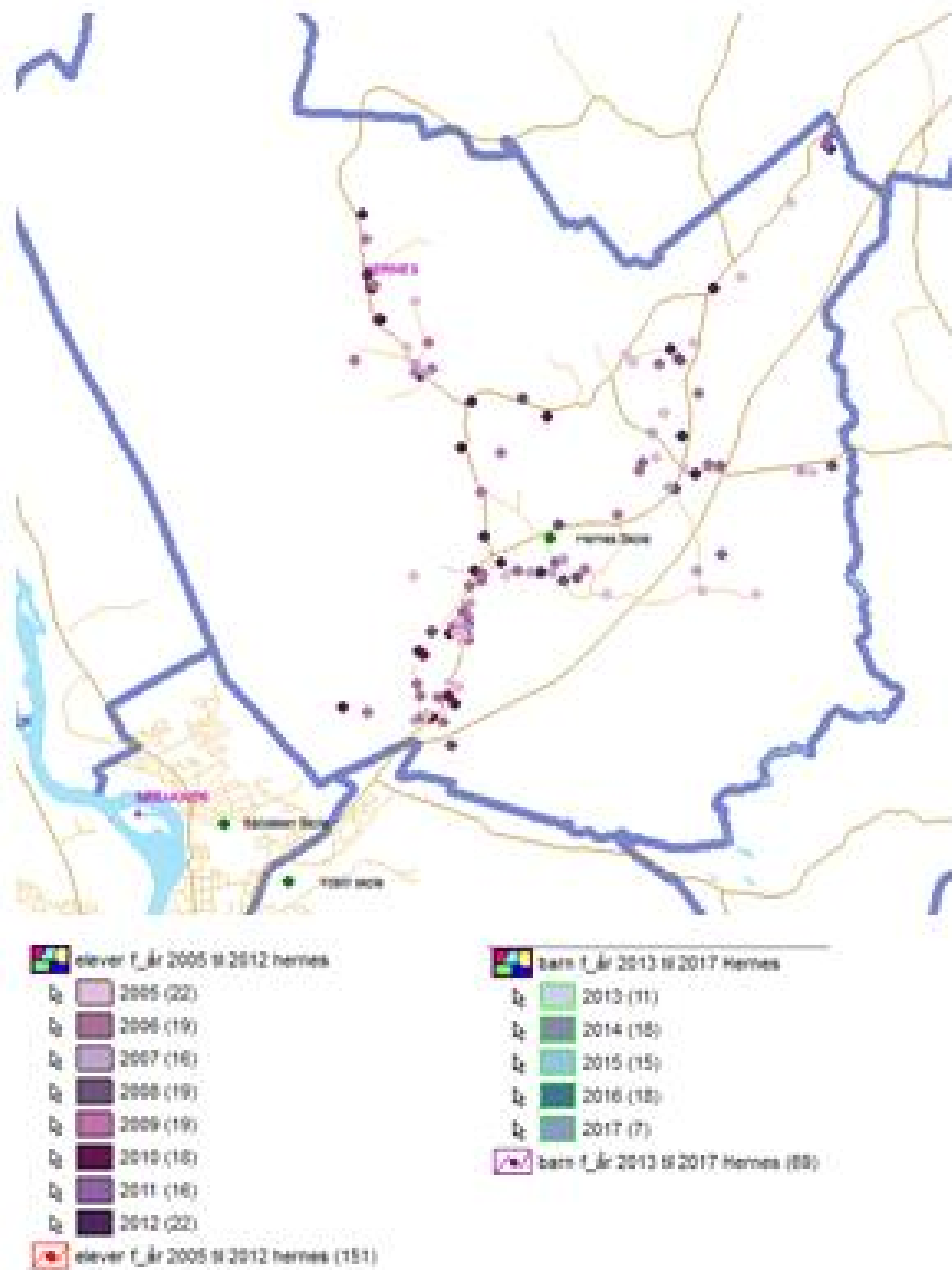 HERNES
Hernes Skole
elever f_år 2005 til 2012 hernes
2005 (22)
2006 (19)
2007 (16)
2008 (19)
2009 (19)
2010 (18)
2011 (16)
2012 (22)
elever f_år 2005 til 2012 hernes (151)
barn f_år 2013 til 2017 Hernes
2013 (11)
2014 (18)
2015 (15)
2016 (18)
2017 (7)
barn f_år 2013 til 2017 Hernes (69)